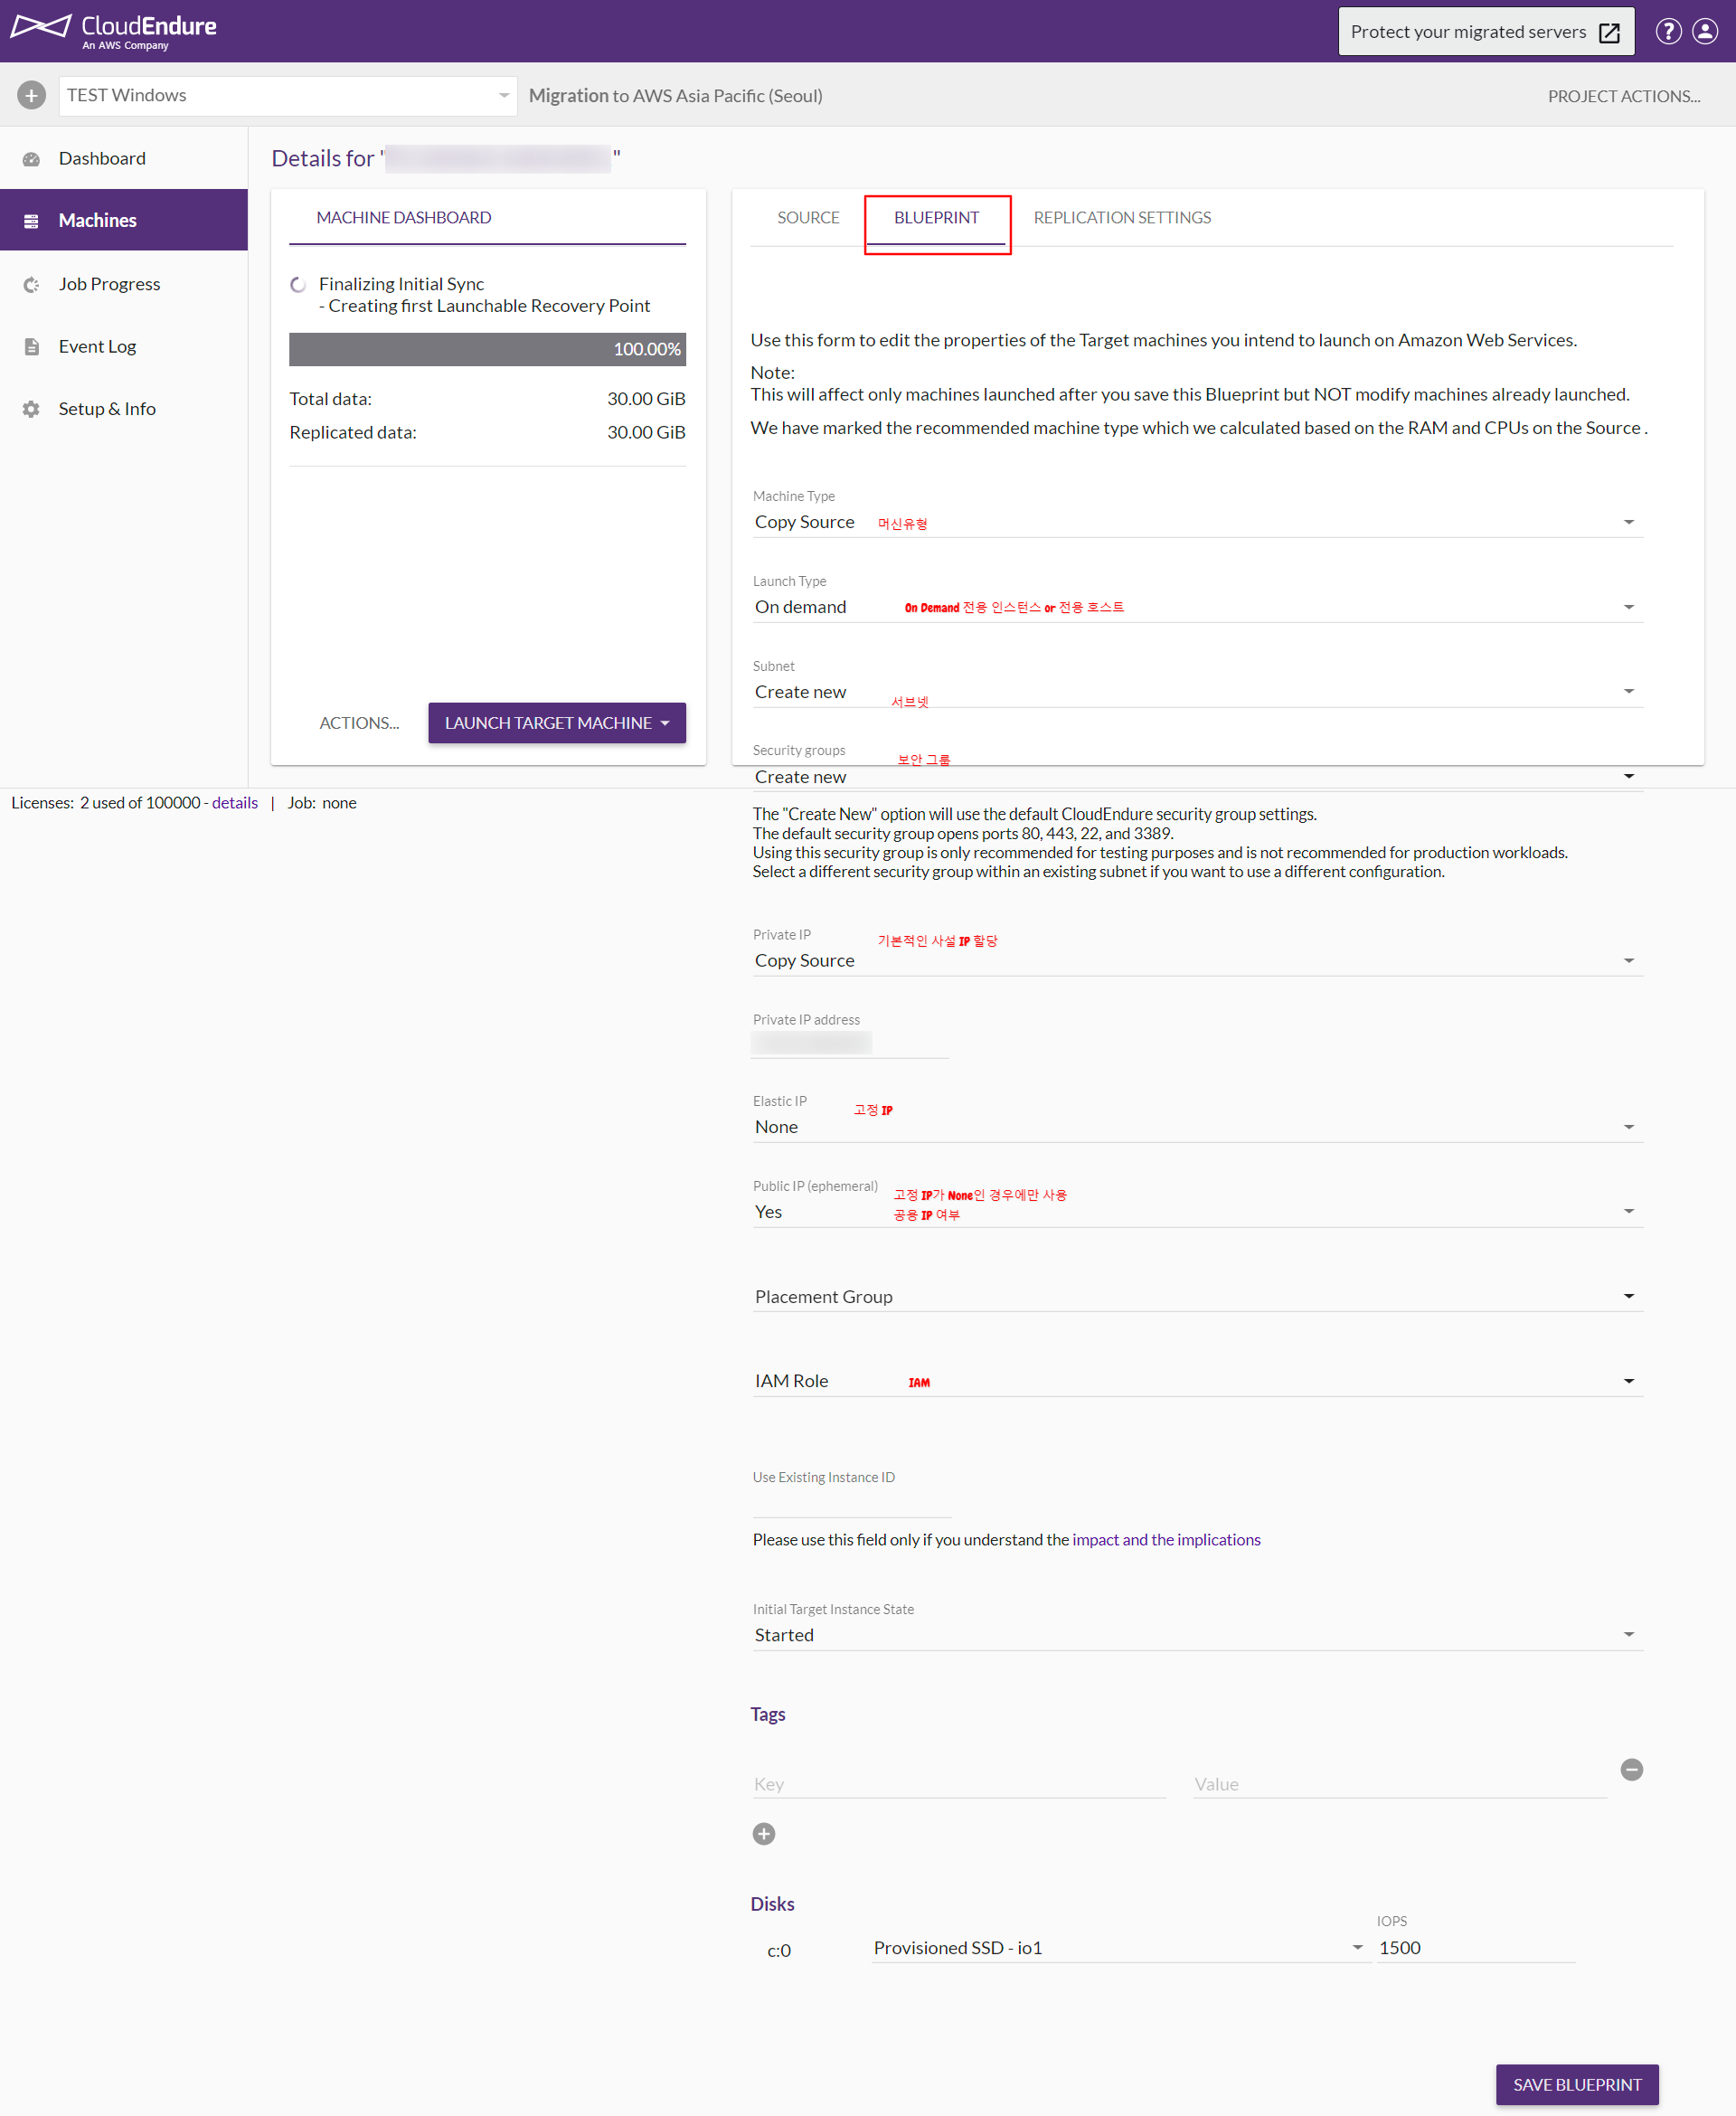 CloudEndure
An AWS Company
Protect your migrated servers
?
TEST Windows
Migration to AWS Asia Pacific (Seoul)
PROJECT ACTIONS...
Dashboard
Machines
Job Progress
Event Log
Setup & Info
Details for " "
MACHINE DASHBOARD
Finalizing Initial Sync
- Creating first Launchable Recovery Point
100.00%
Total data: 30.00 GiB
Replicated data: 30.00 GiB
ACTIONS...
LAUNCH TARGET MACHINE
SOURCE
BLUEPRINT
REPLICATION SETTINGS
Use this form to edit the properties of the Target machines you intend to launch on Amazon Web Services.
Note:
This will affect only machines launched after you save this Blueprint but NOT modify machines already launched.
We have marked the recommended machine type which we calculated based on the RAM and CPUs on the Source .
Machine Type
Copy Source 머신유형
Launch Type
On demand On Demand 전용 인스턴스 or 전용 호스트
Subnet
Create new 서브넷
Security groups 보안 그룹
Create new
Licenses: 2 used of 100000 - details | Job: none
The "Create New" option will use the default CloudEndure security group settings.
The default security group opens ports 80, 443, 22, and 3389.
Using this security group is only recommended for testing purposes and is not recommended for production workloads.
Select a different security group within an existing subnet if you want to use a different configuration.
Private IP 기본적인 사설 IP 할당
Copy Source
Private IP address
Elastic IP 고정 IP
None
Public IP (ephemeral) 고정 IP가 None인 경우에만 사용
Yes 공용 IP 여부
Placement Group
IAM Role IAM
Use Existing Instance ID
Please use this field only if you understand the impact and the implications
Initial Target Instance State
Started
Tags
Key Value
Disks
IOPS
c:0 Provisioned SSD - io1 1500
SAVE BLUEPRINT